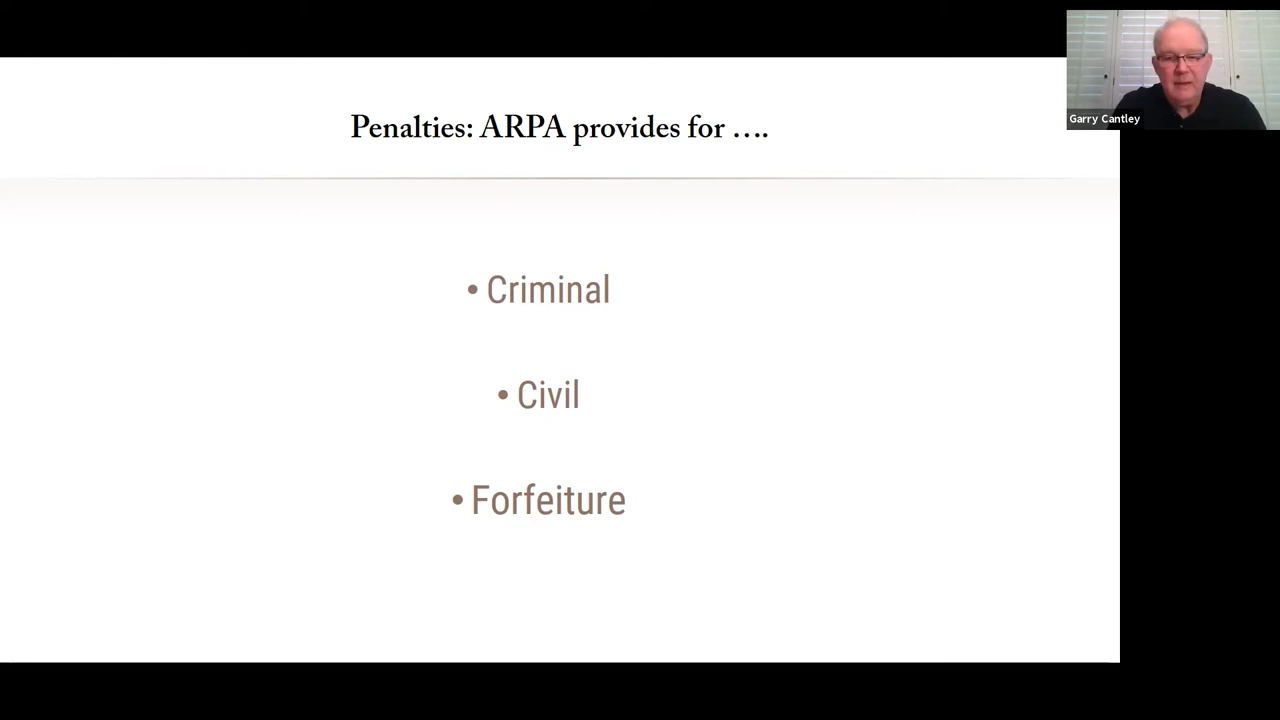 Penalties: ARPA provides for ….
Garry Cantley
• Criminal
• Civil
• Forfeiture